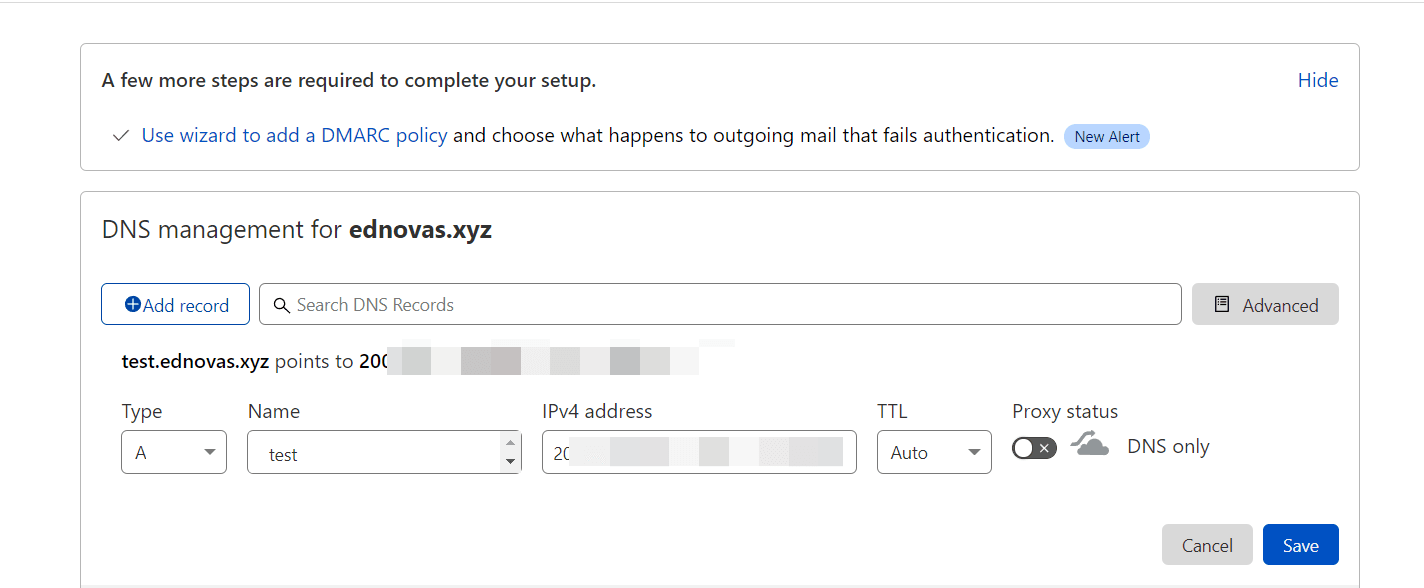 A few more steps are required to complete your setup.
Hide
Use wizard to add a DMARC policy and choose what happens to outgoing mail that fails authentication. New Alert
DNS management for ednovas.xyz
Add record
Search DNS Records
Advanced
test.ednovas.xyz points to 200
Type Name IPv4 address TTL Proxy status
A test 20 Auto DNS only
Cancel Save